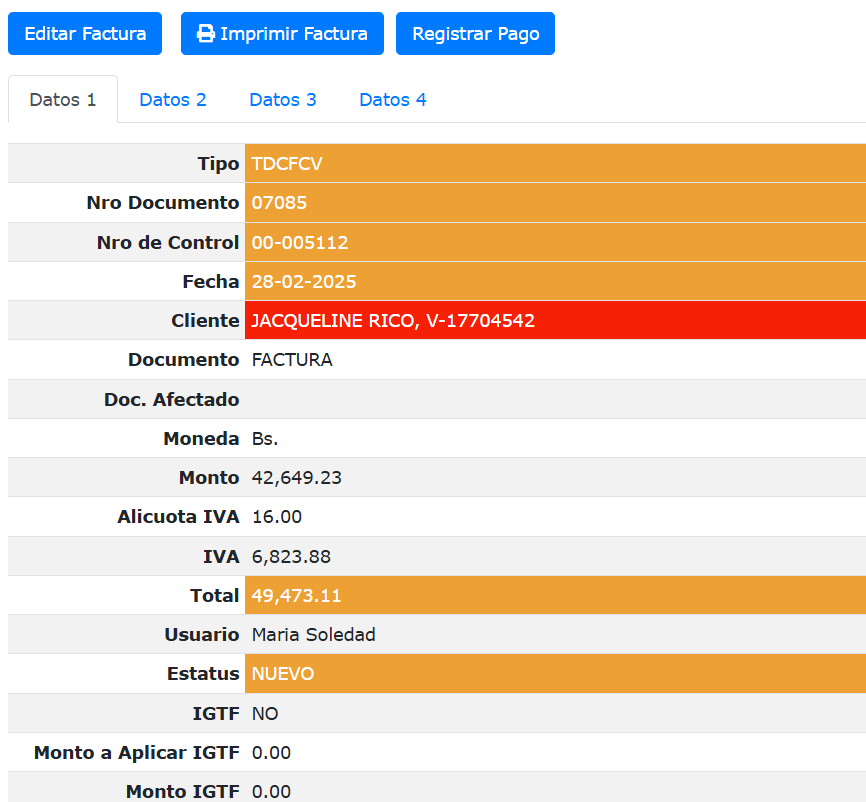 Editar Factura Imprimir Factura Registrar Pago
Datos 1 Datos 2 Datos 3 Datos 4
Tipo TDCFCV
Nro Documento 07085
Nro de Control 00-005112
Fecha 28-02-2025
Cliente JACQUELINE RICO, V-17704542
Documento FACTURA
Doc. Afectado
Moneda Bs.
Monto 42,649.23
Alicuota IVA 16.00
IVA 6,823.88
Total 49,473.11
Usuario Maria Soledad
Estatus NUEVO
IGTF NO
Monto a Aplicar IGTF 0.00
Monto IGTF 0.00